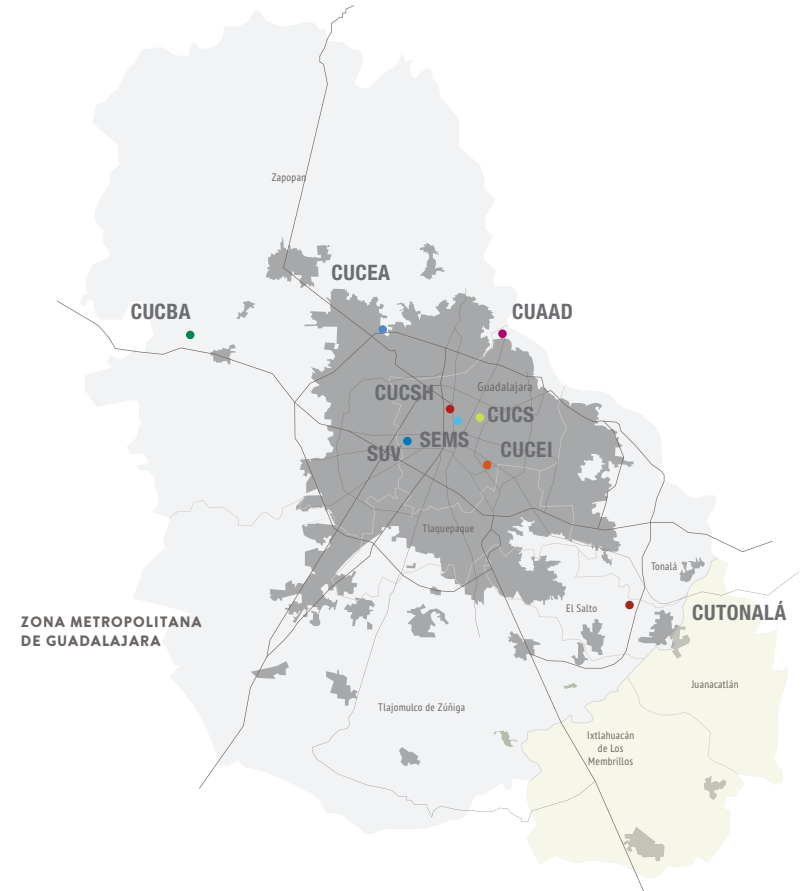 Zapopan
CUCEA
CUCBA
CUAAD
Guadalajara
CUCSH
CUCS
SEMS
SUV
CUCEI
Tlaquepaque
Tonalá
El Salto
CUTONALÁ
ZONA METROPOLITANA
DE GUADALAJARA
Juanacatlán
Tlajomulco de Zúñiga
Ixtlahuacán
de Los
Membrillos